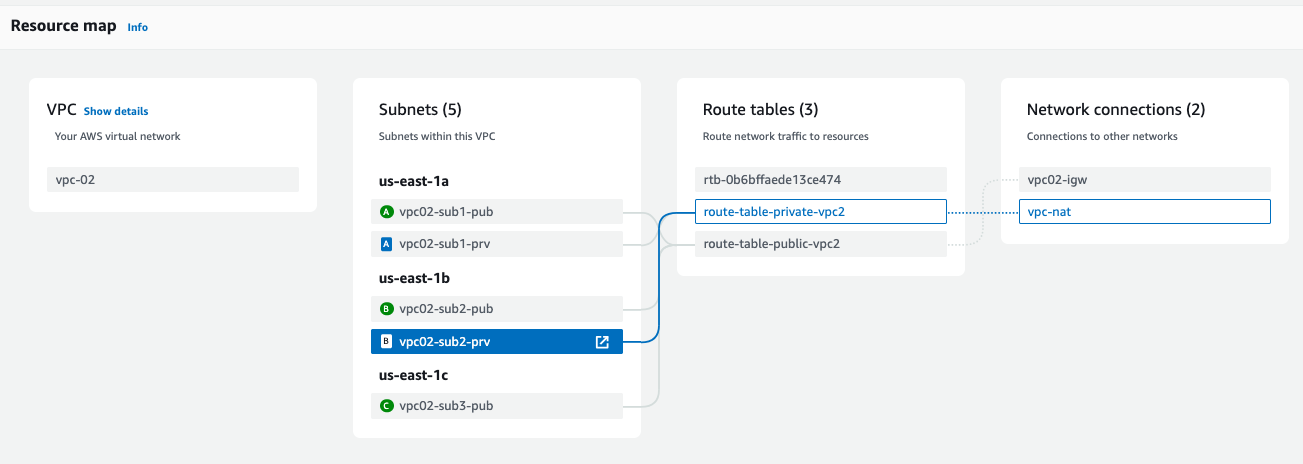 Resource map Info
VPC Show details
Your AWS virtual network
vpc-02
Subnets (5)
Subnets within this VPC
us-east-1a
A vpc02-sub1-pub
A vpc02-sub1-prv
us-east-1b
B vpc02-sub2-pub
B vpc02-sub2-prv
us-east-1c
C vpc02-sub3-pub
Route tables (3)
Route network traffic to resources
rtb-0b6bffaede13ce474
route-table-private-vpc2
route-table-public-vpc2
Network connections (2)
Connections to other networks
vpc02-igw
vpc-nat